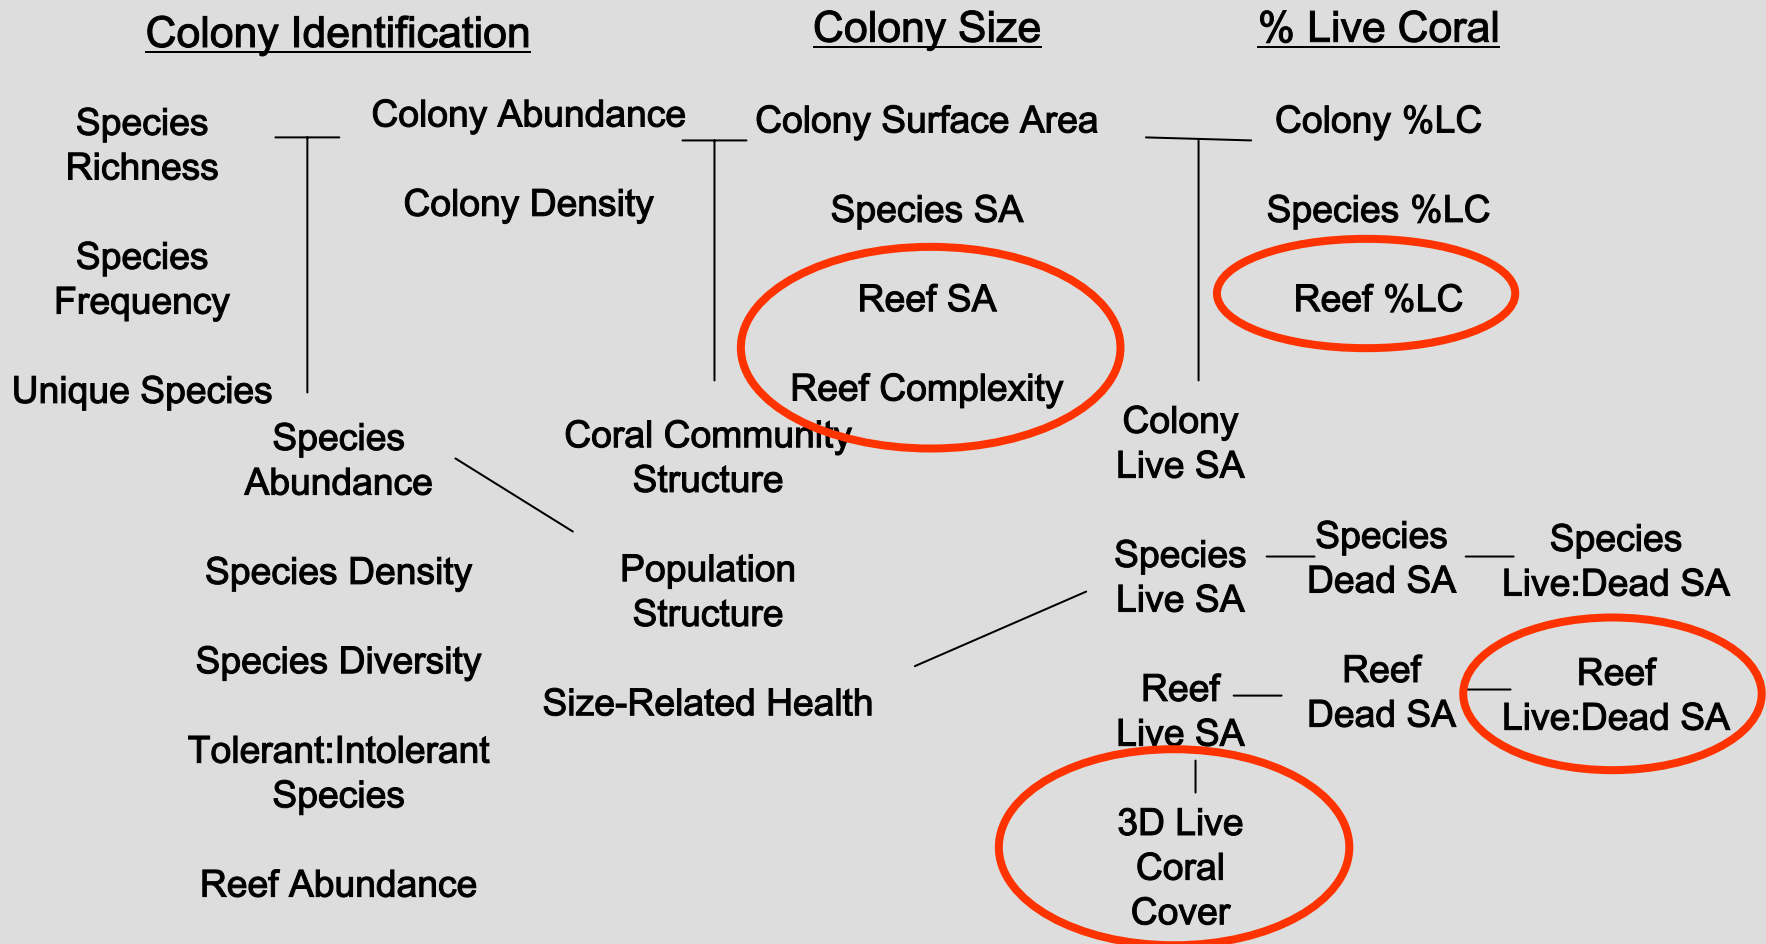 Colony Identification
Colony Size
% Live Coral
Species
Richness
Species
Frequency
Unique Species
Colony Abundance
Colony Density
Colony Surface Area
Species SA
Reef SA
Reef Complexity
Colony %LC
Species %LC
Reef %LC
Species
Abundance
Species Density
Species Diversity
Tolerant:Intolerant
Species
Reef Abundance
Coral Community
Structure
Population
Structure
Size-Related Health
Colony
Live SA
Species
Live SA
Species
Dead SA
Species
Live:Dead SA
Reef
Live SA
Reef
Dead SA
Reef
Live:Dead SA
3D Live
Coral
Cover